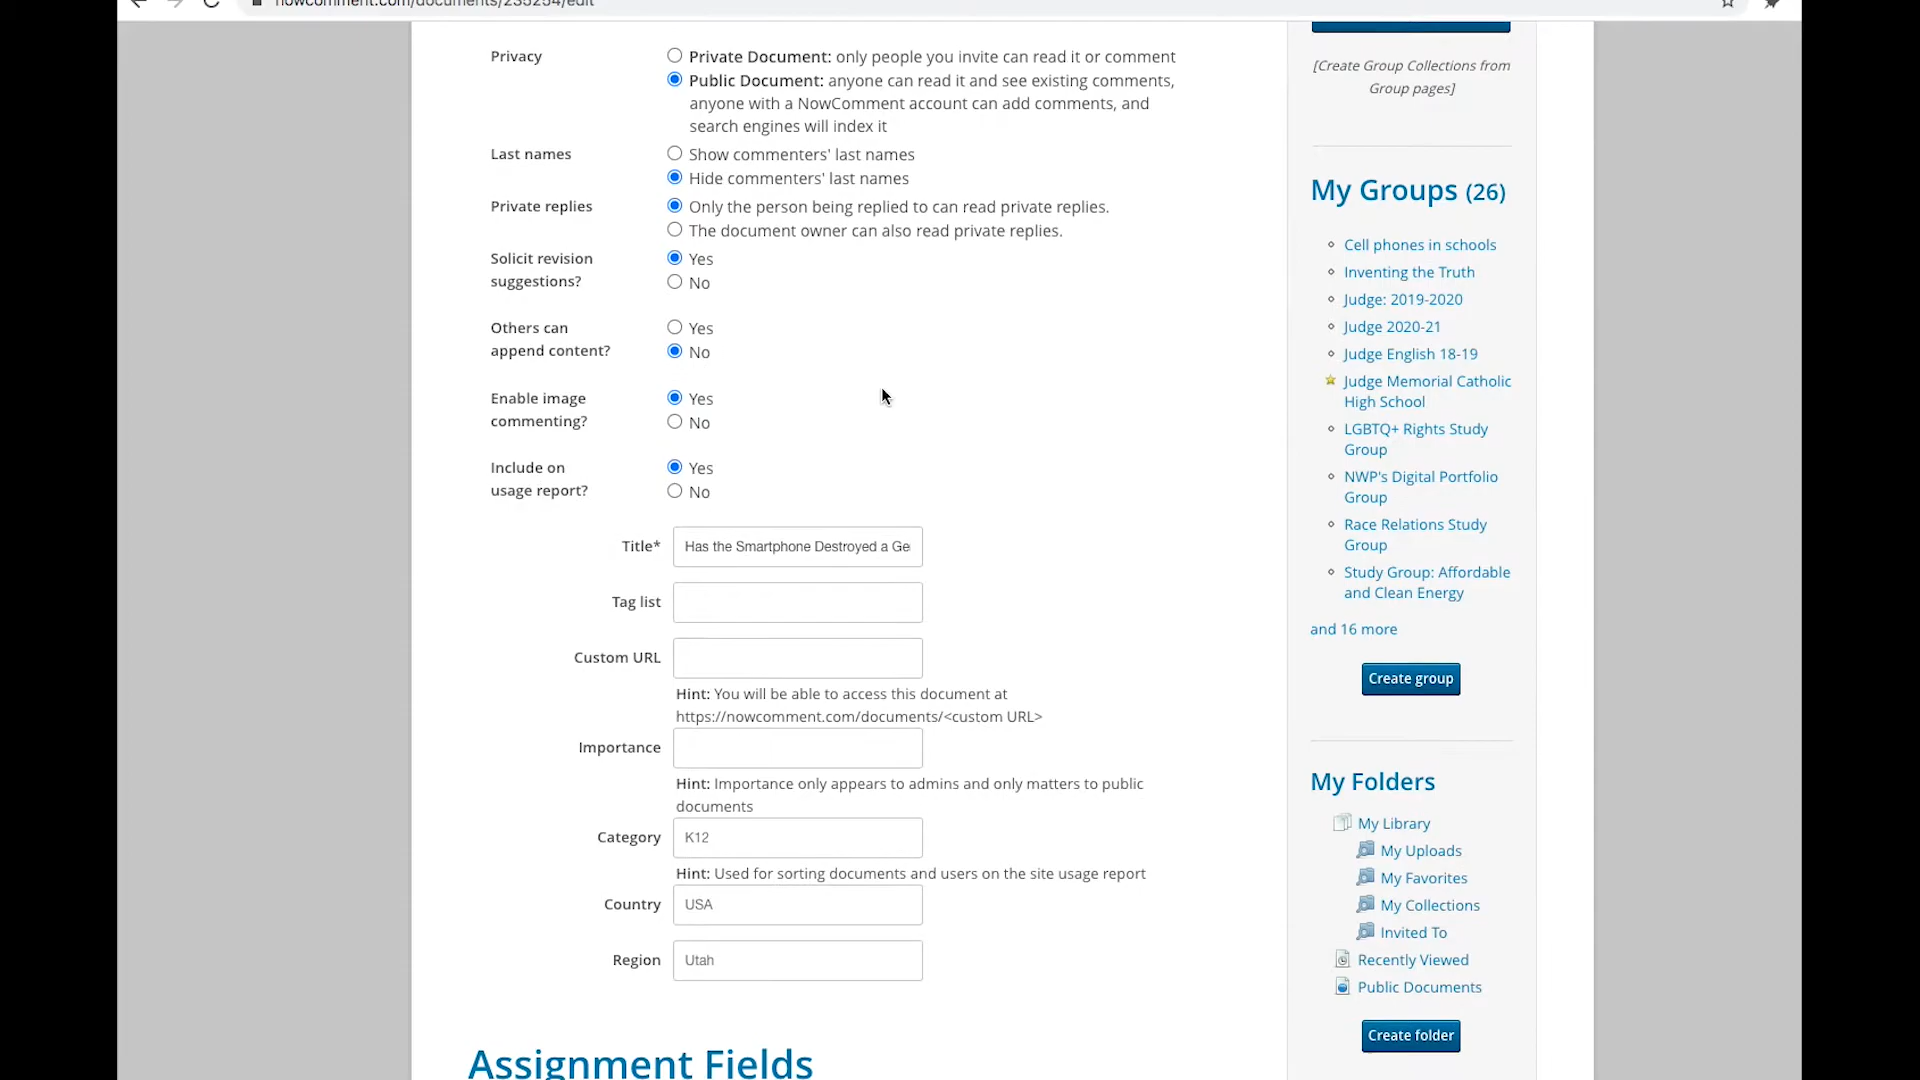 nowcomment.com/documents/235254/edit
Privacy
Private Document: only people you invite can read it or comment
Public Document: anyone can read it and see existing comments,
anyone with a NowComment account can add comments, and
search engines will index it
Last names
Show commenters' last names
Hide commenters' last names
Private replies
Only the person being replied to can read private replies.
The document owner can also read private replies.
Solicit revision
suggestions?
Yes
No
Others can
append content?
Yes
No
Enable image
commenting?
Yes
No
Include on
usage report?
Yes
No
Title*
Has the Smartphone Destroyed a Ge
Tag list
Custom URL
Hint: You will be able to access this document at
https://nowcomment.com/documents/<custom URL>
Importance
Hint: Importance only appears to admins and only matters to public
documents
Category
K12
Hint: Used for sorting documents and users on the site usage report
Country
USA
Region
Utah
Assignment Fields
[Create Group Collections from
Group pages]
My Groups (26)
Cell phones in schools
Inventing the Truth
Judge: 2019-2020
Judge 2020-21
Judge English 18-19
Judge Memorial Catholic
High School
LGBTQ+ Rights Study
Group
NWP's Digital Portfolio
Group
Race Relations Study
Group
Study Group: Affordable
and Clean Energy
and 16 more
Create group
My Folders
My Library
My Uploads
My Favorites
My Collections
Invited To
Recently Viewed
Public Documents
Create folder